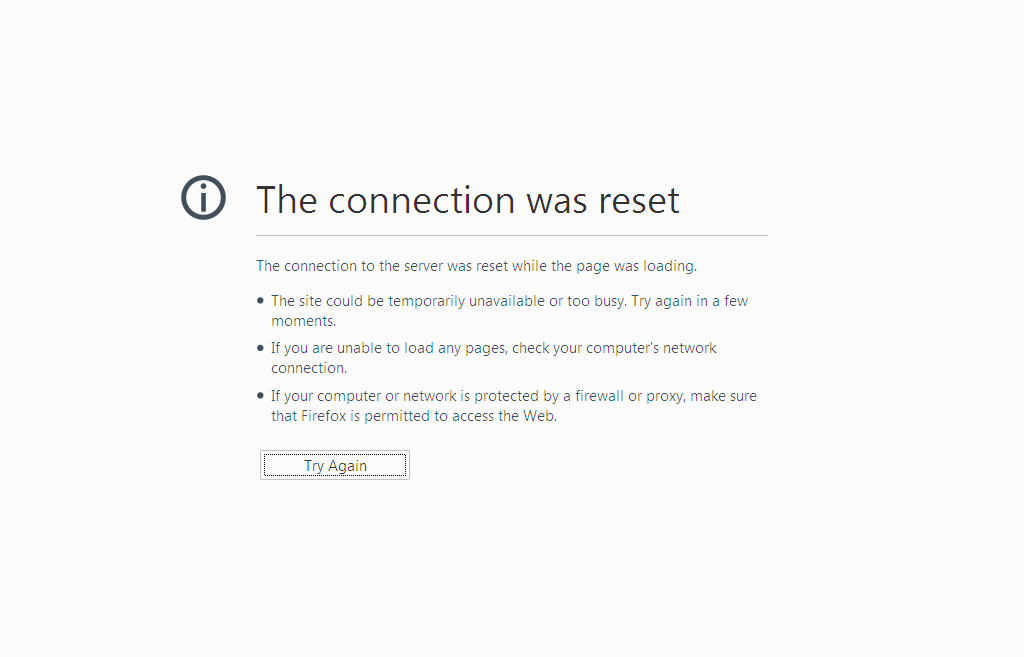 The connection was reset
The connection to the server was reset while the page was loading.
• The site could be temporarily unavailable or too busy. Try again in a few
moments.
• If you are unable to load any pages, check your computer's network
connection.
• If your computer or network is protected by a firewall or proxy, make sure
that Firefox is permitted to access the Web.
Try Again